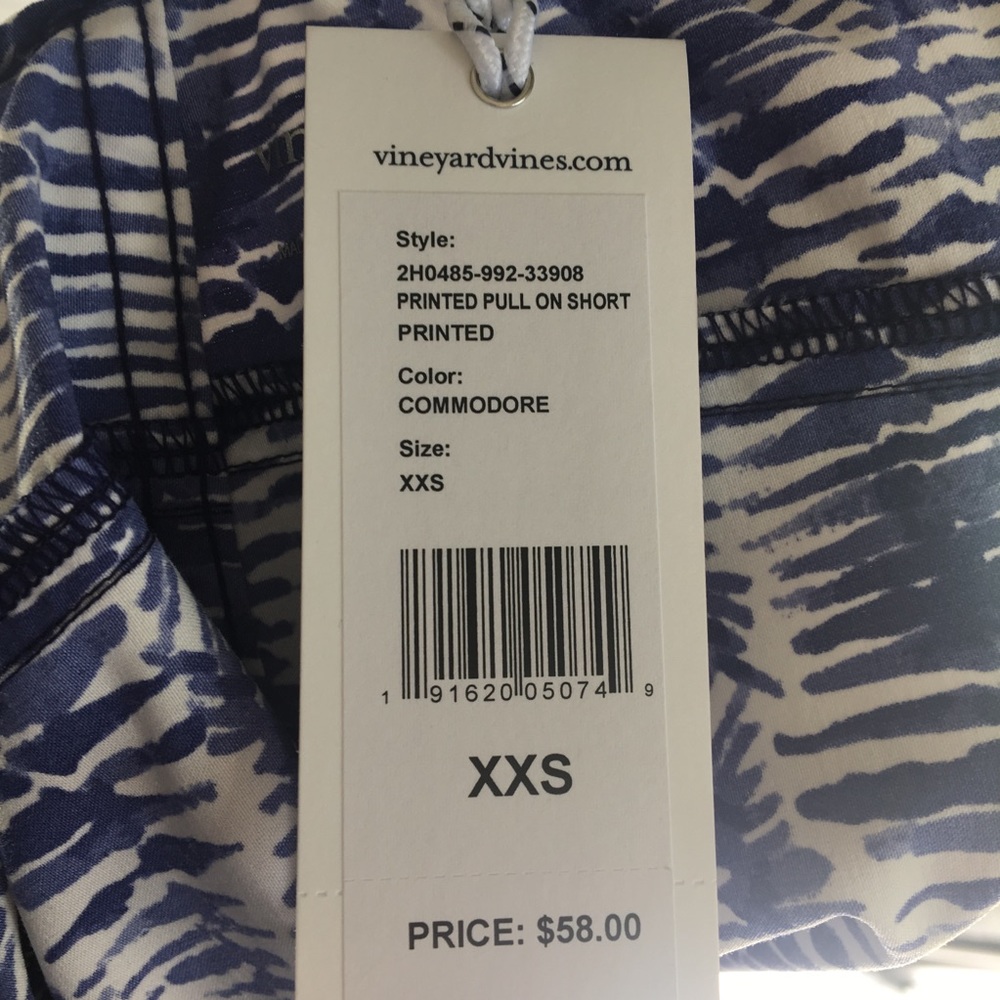 vineyardvines.com
Style:
2H0485-992-33908
PRINTED PULL ON SHORT
PRINTED
Color:
COMMODORE
Size:
XXS
1 91620 05074 9
XXS
PRICE: $58.00